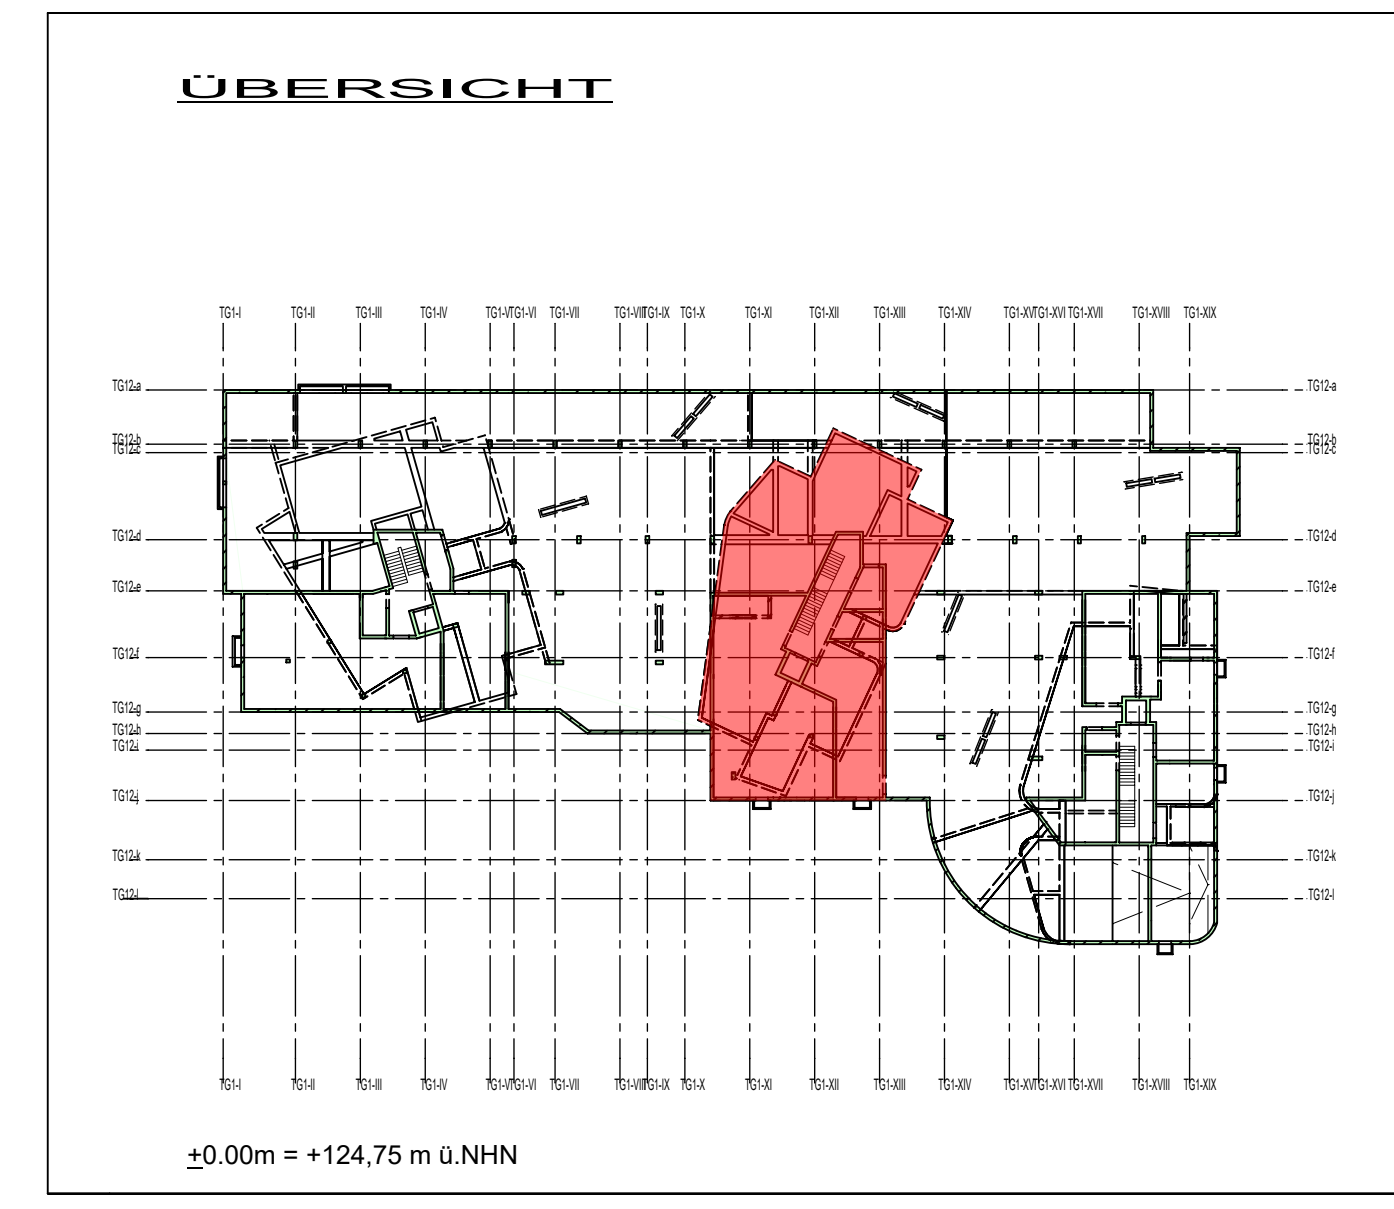 ÜBERSICHT
TG1-I TG1-II TG1-III TG1-IV TG1-V TG1-VI TG1-VII TG1-VIII TG1-IX TG1-X TG1-XI TG1-XII TG1-XIII TG1-XIV TG1-XV TG1-XVI TG1-XVII TG1-XVIII TG1-XIX
TG12-a TG12-a
TG12-b TG12-b
TG12-c TG12-c
TG12-d TG12-d
TG12-e TG12-e
TG12-f TG12-f
TG12-g TG12-g
TG12-h TG12-h
TG12-i TG12-i
TG12-j TG12-j
TG12-k TG12-k
TG12-l TG12-l
TG1-I TG1-II TG1-III TG1-IV TG1-V TG1-VI TG1-VII TG1-VIII TG1-IX TG1-X TG1-XI TG1-XII TG1-XIII TG1-XIV TG1-XV TG1-XVI TG1-XVII TG1-XVIII TG1-XIX
±0.00m = +124,75 m ü.NHN